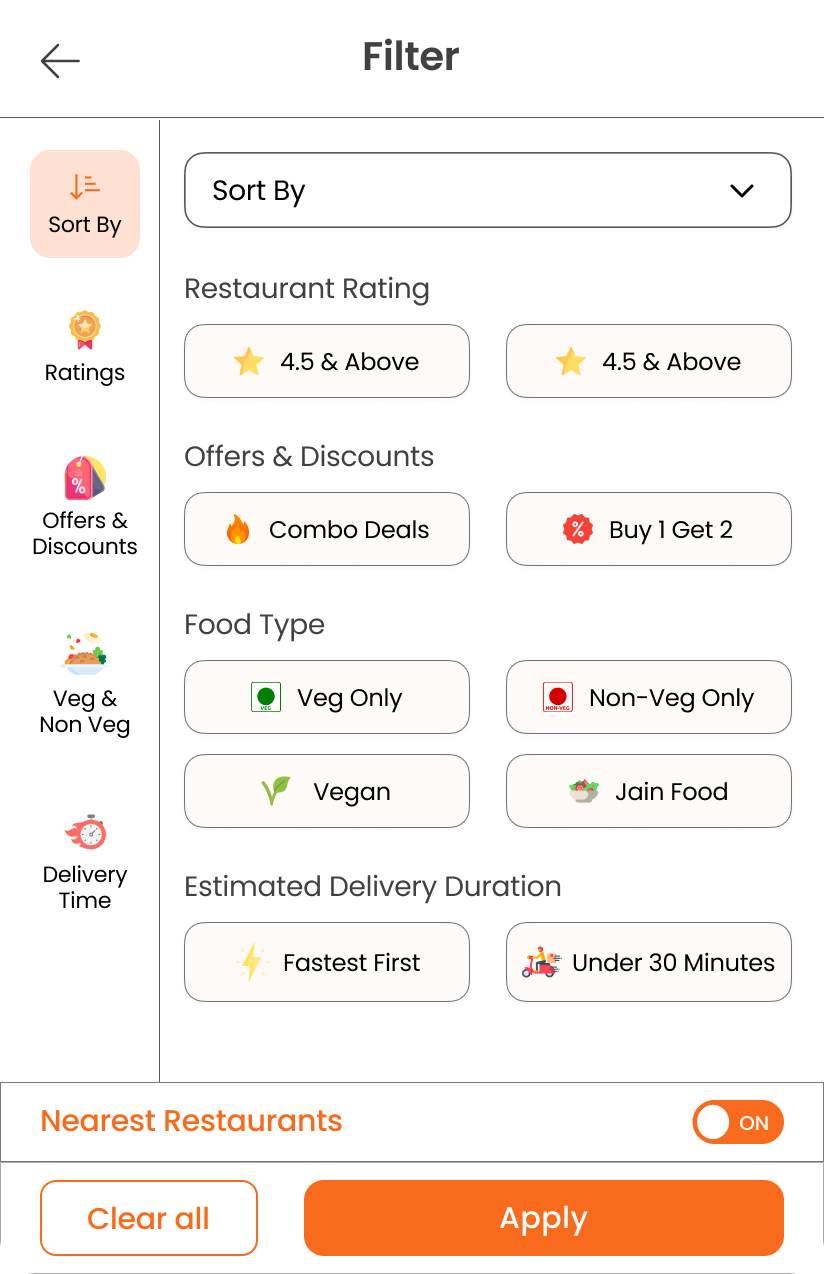 Filter
Sort By
Ratings
Offers &
Discounts
Veg &
Non Veg
Delivery
Time
Sort By
Restaurant Rating
4.5 & Above
4.5 & Above
Offers & Discounts
%
Combo Deals
%
Buy 1 Get 2
Food Type
VEG
Veg Only
NON-VEG
Non-Veg Only
Vegan
Jain Food
Estimated Delivery Duration
Fastest First
Under 30 Minutes
Nearest Restaurants
ON
Clear all
Apply